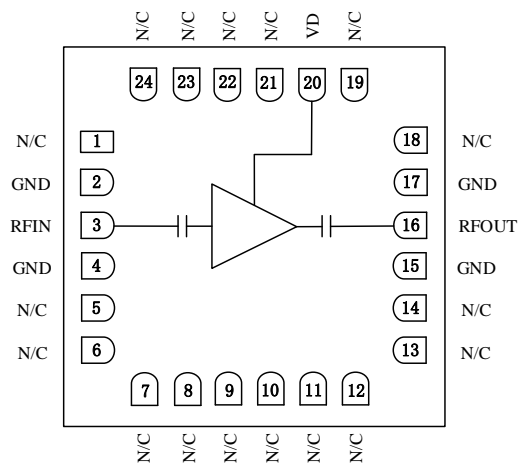 N/C N/C N/C N/C VD N/C
24 23 22 21 20 19
N/C 1 18 N/C
GND 2 17 GND
RFIN 3 16 RFOUT
GND 4 15 GND
N/C 5 14 N/C
N/C 6 13 N/C
7 8 9 10 11 12
N/C N/C N/C N/C N/C N/C